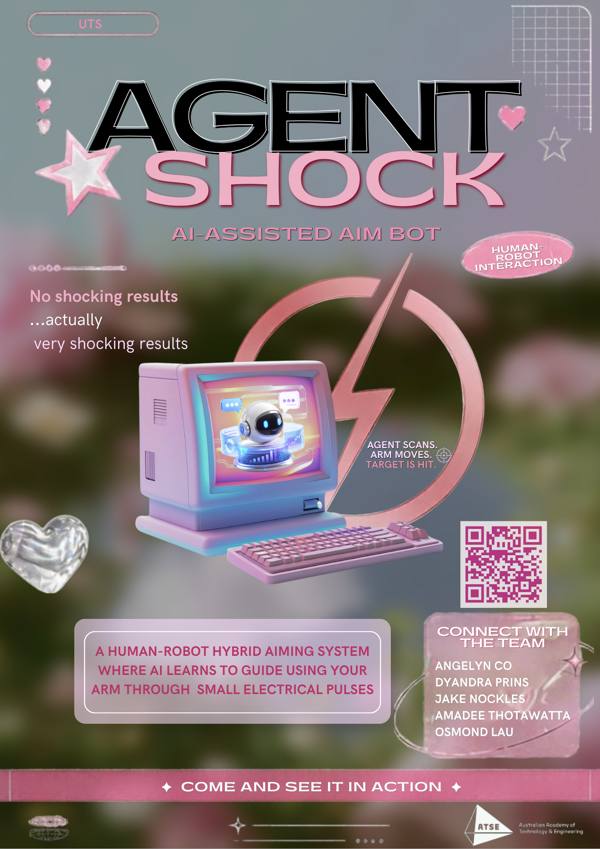 UTS
AGENT
SHOCK
AI-ASSISTED AIM BOT
HUMAN-
ROBOT
INTERACTION
No shocking results
...actually
very shocking results
AGENT SCANS.
ARM MOVES.
TARGET IS HIT.
A HUMAN-ROBOT HYBRID AIMING SYSTEM
WHERE AI LEARNS TO GUIDE USING YOUR
ARM THROUGH SMALL ELECTRICAL PULSES
CONNECT WITH
THE TEAM
ANGELYN CO
DYANDRA PRINS
JAKE NOCKLES
AMADEE THOTAWATTA
OSMOND LAU
COME AND SEE IT IN ACTION
ATSE
Australian Academy of
Technology & Engineering